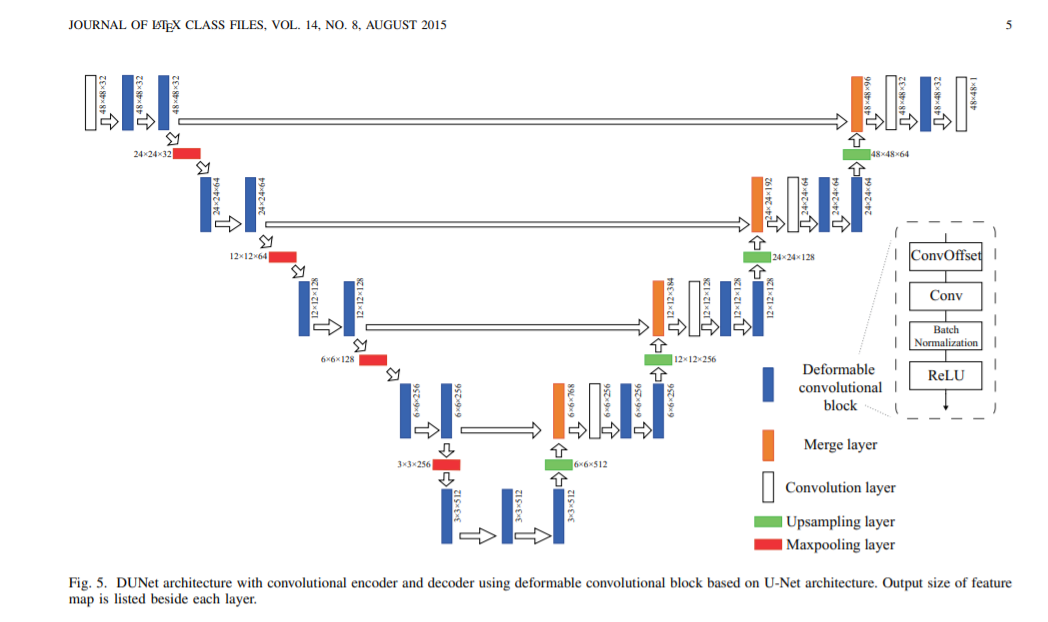 JOURNAL OF LATEX CLASS FILES, VOL. 14, NO. 8, AUGUST 2015
5
48×48×32
48×48×32
48×48×32
48×48×96
48×48×32
48×48×32
48×48×1
24×24×32
48×48×64
24×24×64
24×24×64
24×24×192
24×24×64
24×24×64
24×24×64
12×12×64
24×24×128
12×12×128
12×12×128
12×12×384
12×12×128
12×12×128
12×12×128
6×6×128
12×12×256
6×6×256
6×6×256
6×6×768
6×6×256
6×6×256
6×6×256
3×3×256
6×6×512
3×3×512
3×3×512
3×3×512
ConvOffset
Conv
Batch
Normalization
ReLU
Deformable
convolutional
block
Merge layer
Convolution layer
Upsampling layer
Maxpooling layer
Fig. 5. DUNet architecture with convolutional encoder and decoder using deformable convolutional block based on U-Net architecture. Output size of feature
map is listed beside each layer.